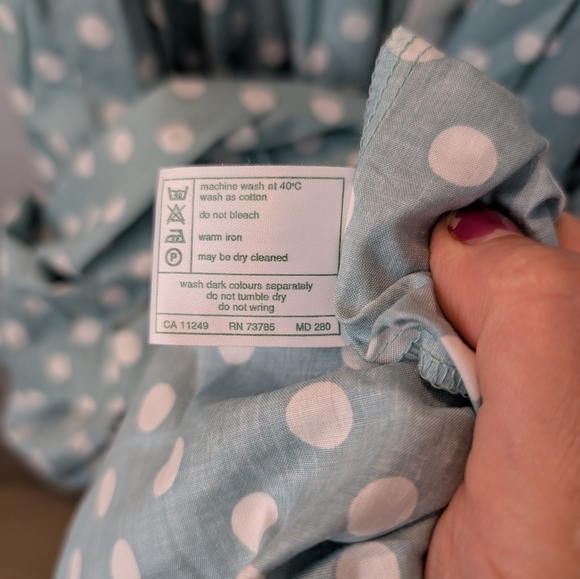 machine wash at 40°C
wash as cotton
do not bleach
warm iron
P may be dry cleaned
wash dark colours separately
do not tumble dry
do not wring
CA 11249 RN 73785 MD 280